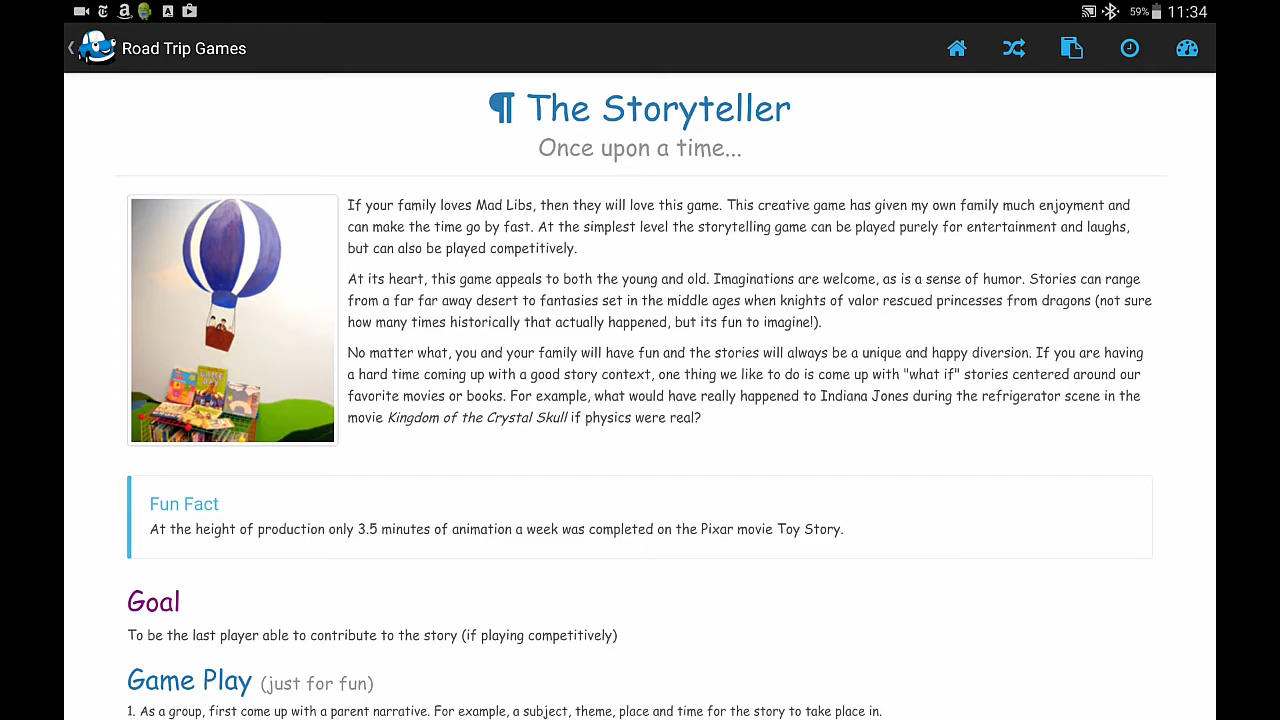 59% 11:34
Road Trip Games
¶ The Storyteller
Once upon a time...
If your family loves Mad Libs, then they will love this game. This creative game has given my own family much enjoyment and
can make the time go by fast. At the simplest level the storytelling game can be played purely for entertainment and laughs,
but can also be played competitively.
At its heart, this game appeals to both the young and old. Imaginations are welcome, as is a sense of humor. Stories can range
from a far far away desert to fantasies set in the middle ages when knights of valor rescued princesses from dragons (not sure
how many times historically that actually happened, but its fun to imagine!).
No matter what, you and your family will have fun and the stories will always be a unique and happy diversion. If you are having
a hard time coming up with a good story context, one thing we like to do is come up with "what if" stories centered around our
favorite movies or books. For example, what would have really happened to Indiana Jones during the refrigerator scene in the
movie Kingdom of the Crystal Skull if physics were real?
Fun Fact
At the height of production only 3.5 minutes of animation a week was completed on the Pixar movie Toy Story.
Goal
To be the last player able to contribute to the story (if playing competitively)
Game Play (just for fun)
1. As a group, first come up with a parent narrative. For example, a subject, theme, place and time for the story to take place in.